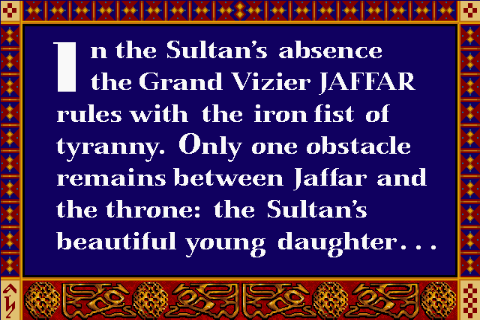 In the Sultan's absence
the Grand Vizier JAFFAR
rules with the iron fist of
tyranny. Only one obstacle
remains between Jaffar and
the throne: the Sultan's
beautiful young daughter...